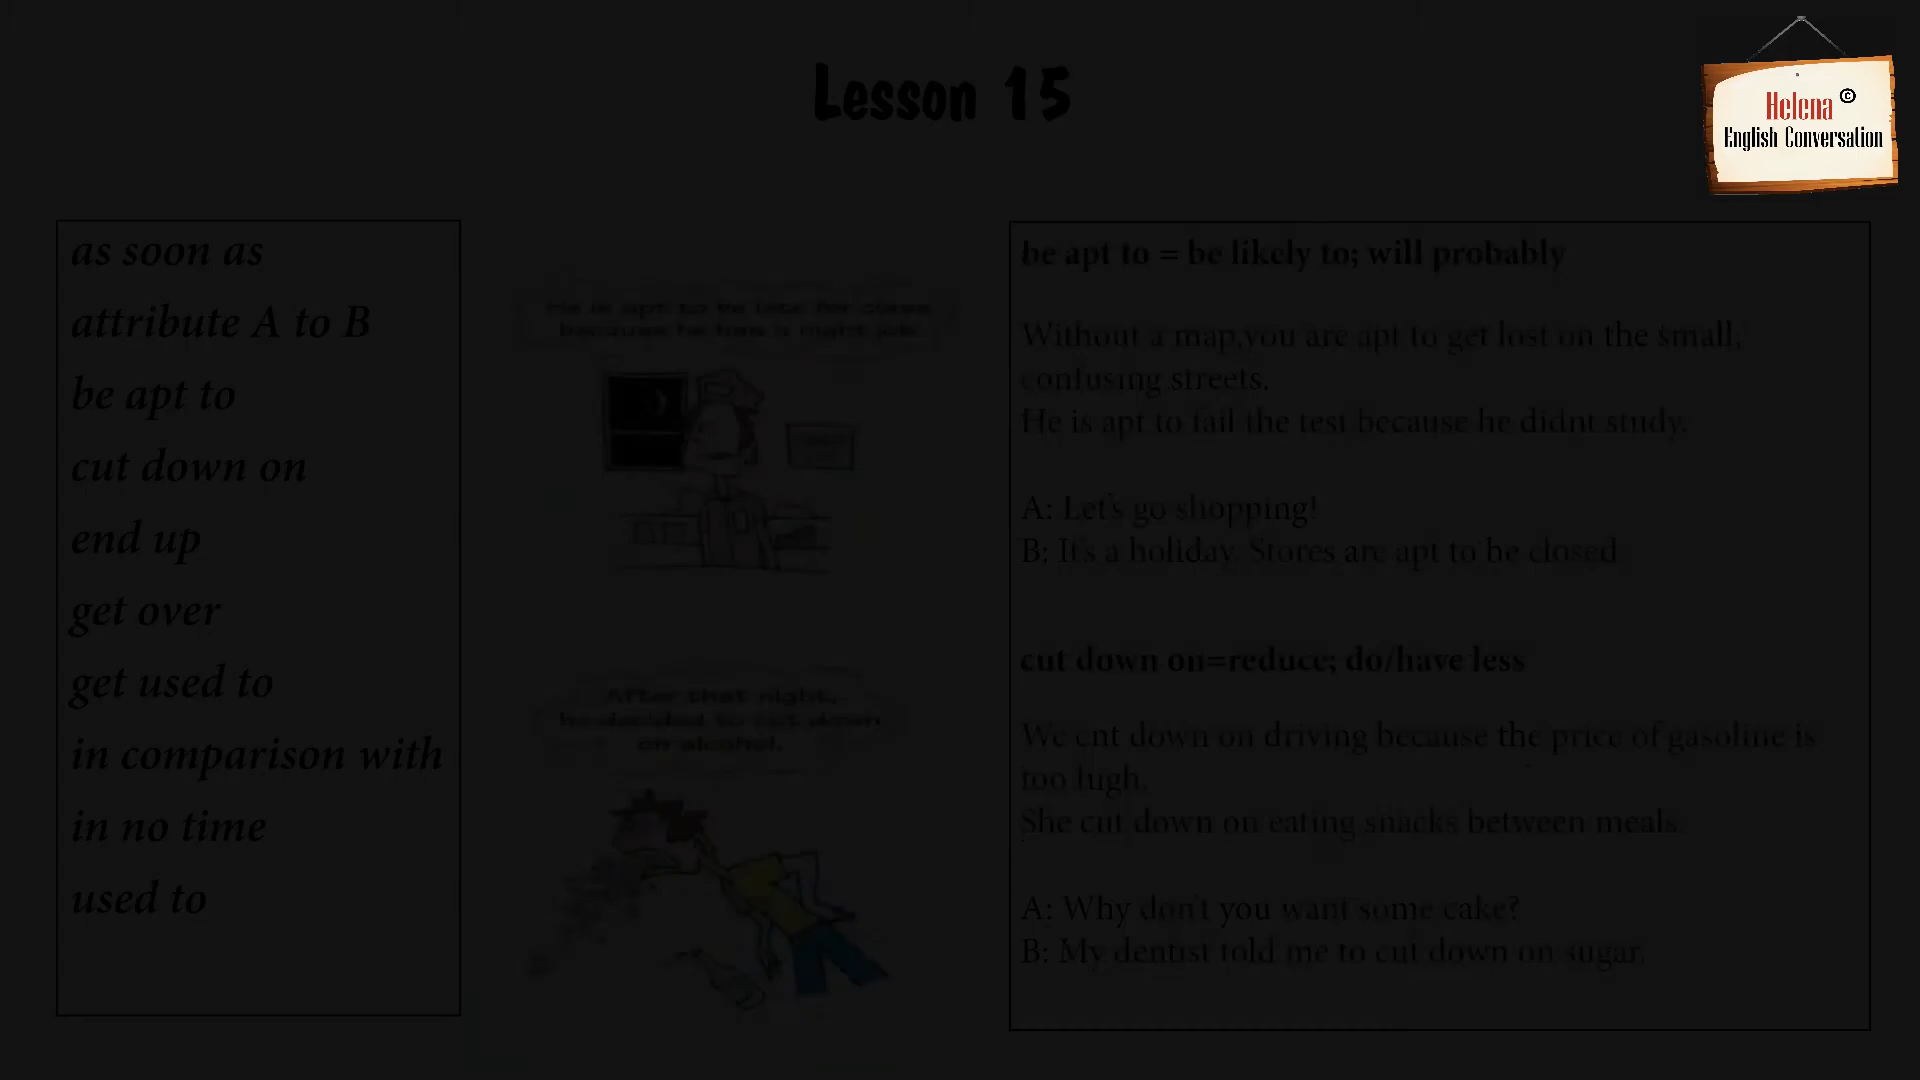 Lesson 15
Helena ©
English Conversation
as soon as
attribute A to B
be apt to
cut down on
end up
get over
get used to
in comparison with
in no time
used to
He is apt to be late for class
because he has a night job.
After that night,
he decided to cut down
on alcohol.
be apt to = be likely to; will probably
Without a map,you are apt to get lost on the small,
confusing streets.
He is apt to fail the test because he didnt study.
A: Let's go shopping!
B: It's a holiday. Stores are apt to be closed.
cut down on=reduce; do/have less
We cut down on driving because the price of gasoline is
too high.
She cut down on eating snacks between meals.
A: Why don't you want some cake?
B: My dentist told me to cut down on sugar.